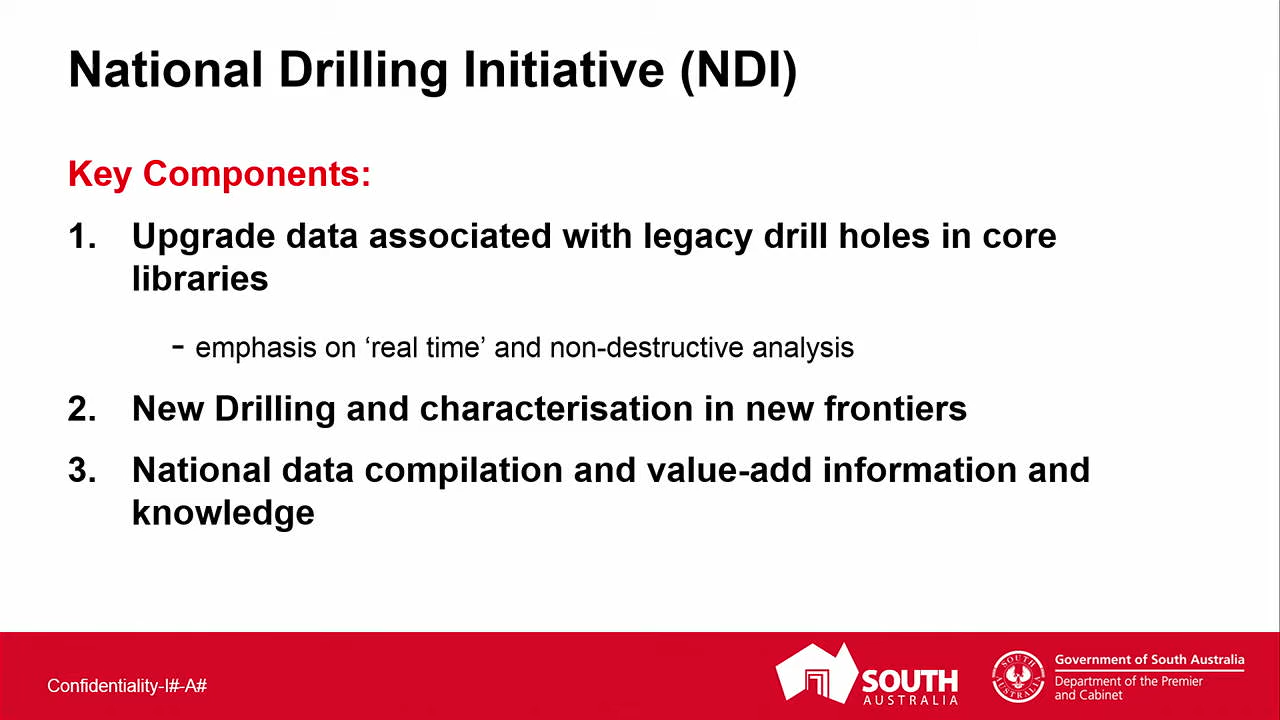 National Drilling Initiative (NDI)
Key Components:
1. Upgrade data associated with legacy drill holes in core
libraries
- emphasis on ‘real time’ and non-destructive analysis
2. New Drilling and characterisation in new frontiers
3. National data compilation and value-add information and
knowledge
Confidentiality-I#-A#
SOUTH
AUSTRALIA
SOUTH
AUSTRALIA
Government of South Australia
Department of the Premier
and Cabinet